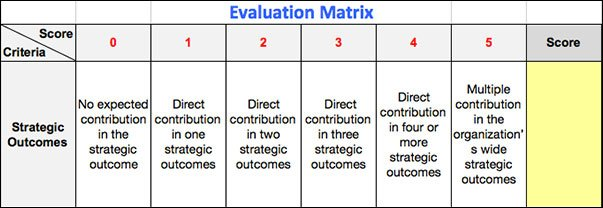 Evaluation Matrix
Score
Criteria
0
1
2
3
4
5
Score
Strategic
Outcomes
No expected
contribution
in the
strategic
outcome
Direct
contribution
in one
strategic
outcomes
Direct
contribution
in two
strategic
outcomes
Direct
contribution
in three
strategic
outcomes
Direct
contribution
in four or
more
strategic
outcomes
Multiple
contribution
in the
organization'
s wide
strategic
outcomes